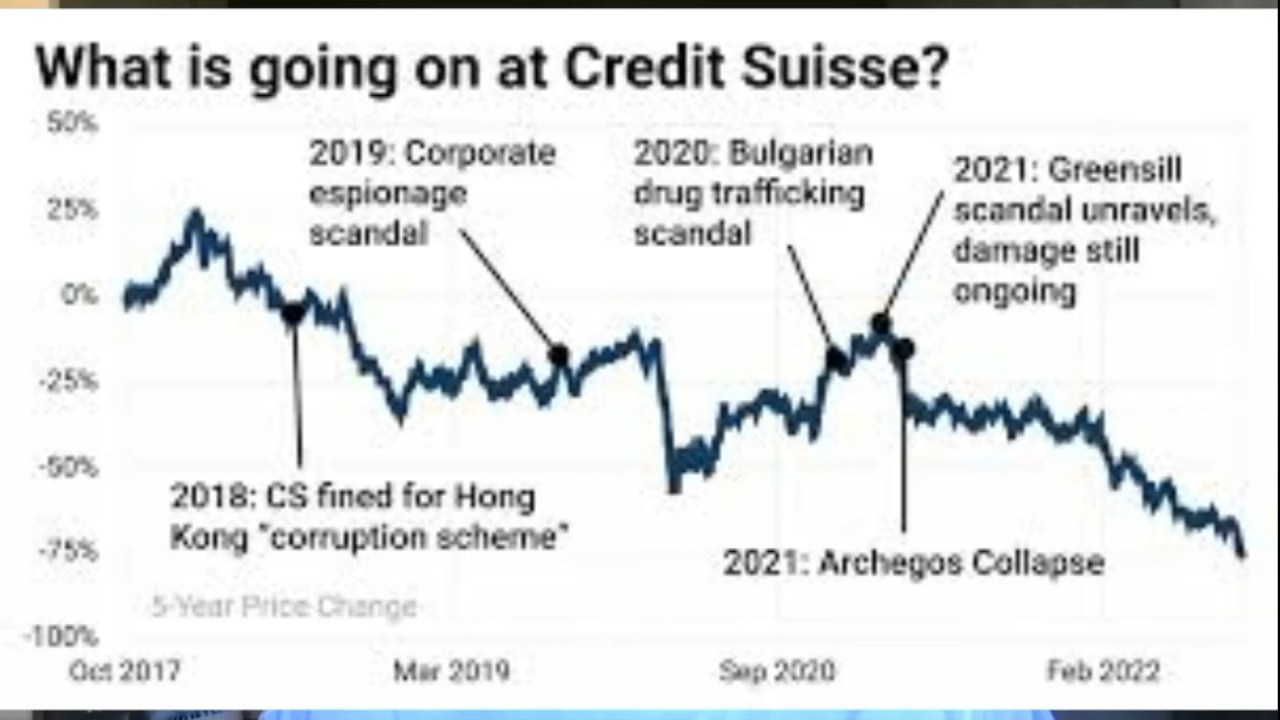 What is going on at Credit Suisse?
50%
25%
0%
-25%
-50%
-75%
-100%
2019: Corporate
espionage
scandal
2020: Bulgarian
drug trafficking
scandal
2021: Greensill
scandal unravels,
damage still
ongoing
2018: CS fined for Hong
Kong "corruption scheme"
2021: Archegos Collapse
5-Year Price Change
Oct 2017
Mar 2019
Sep 2020
Feb 2022